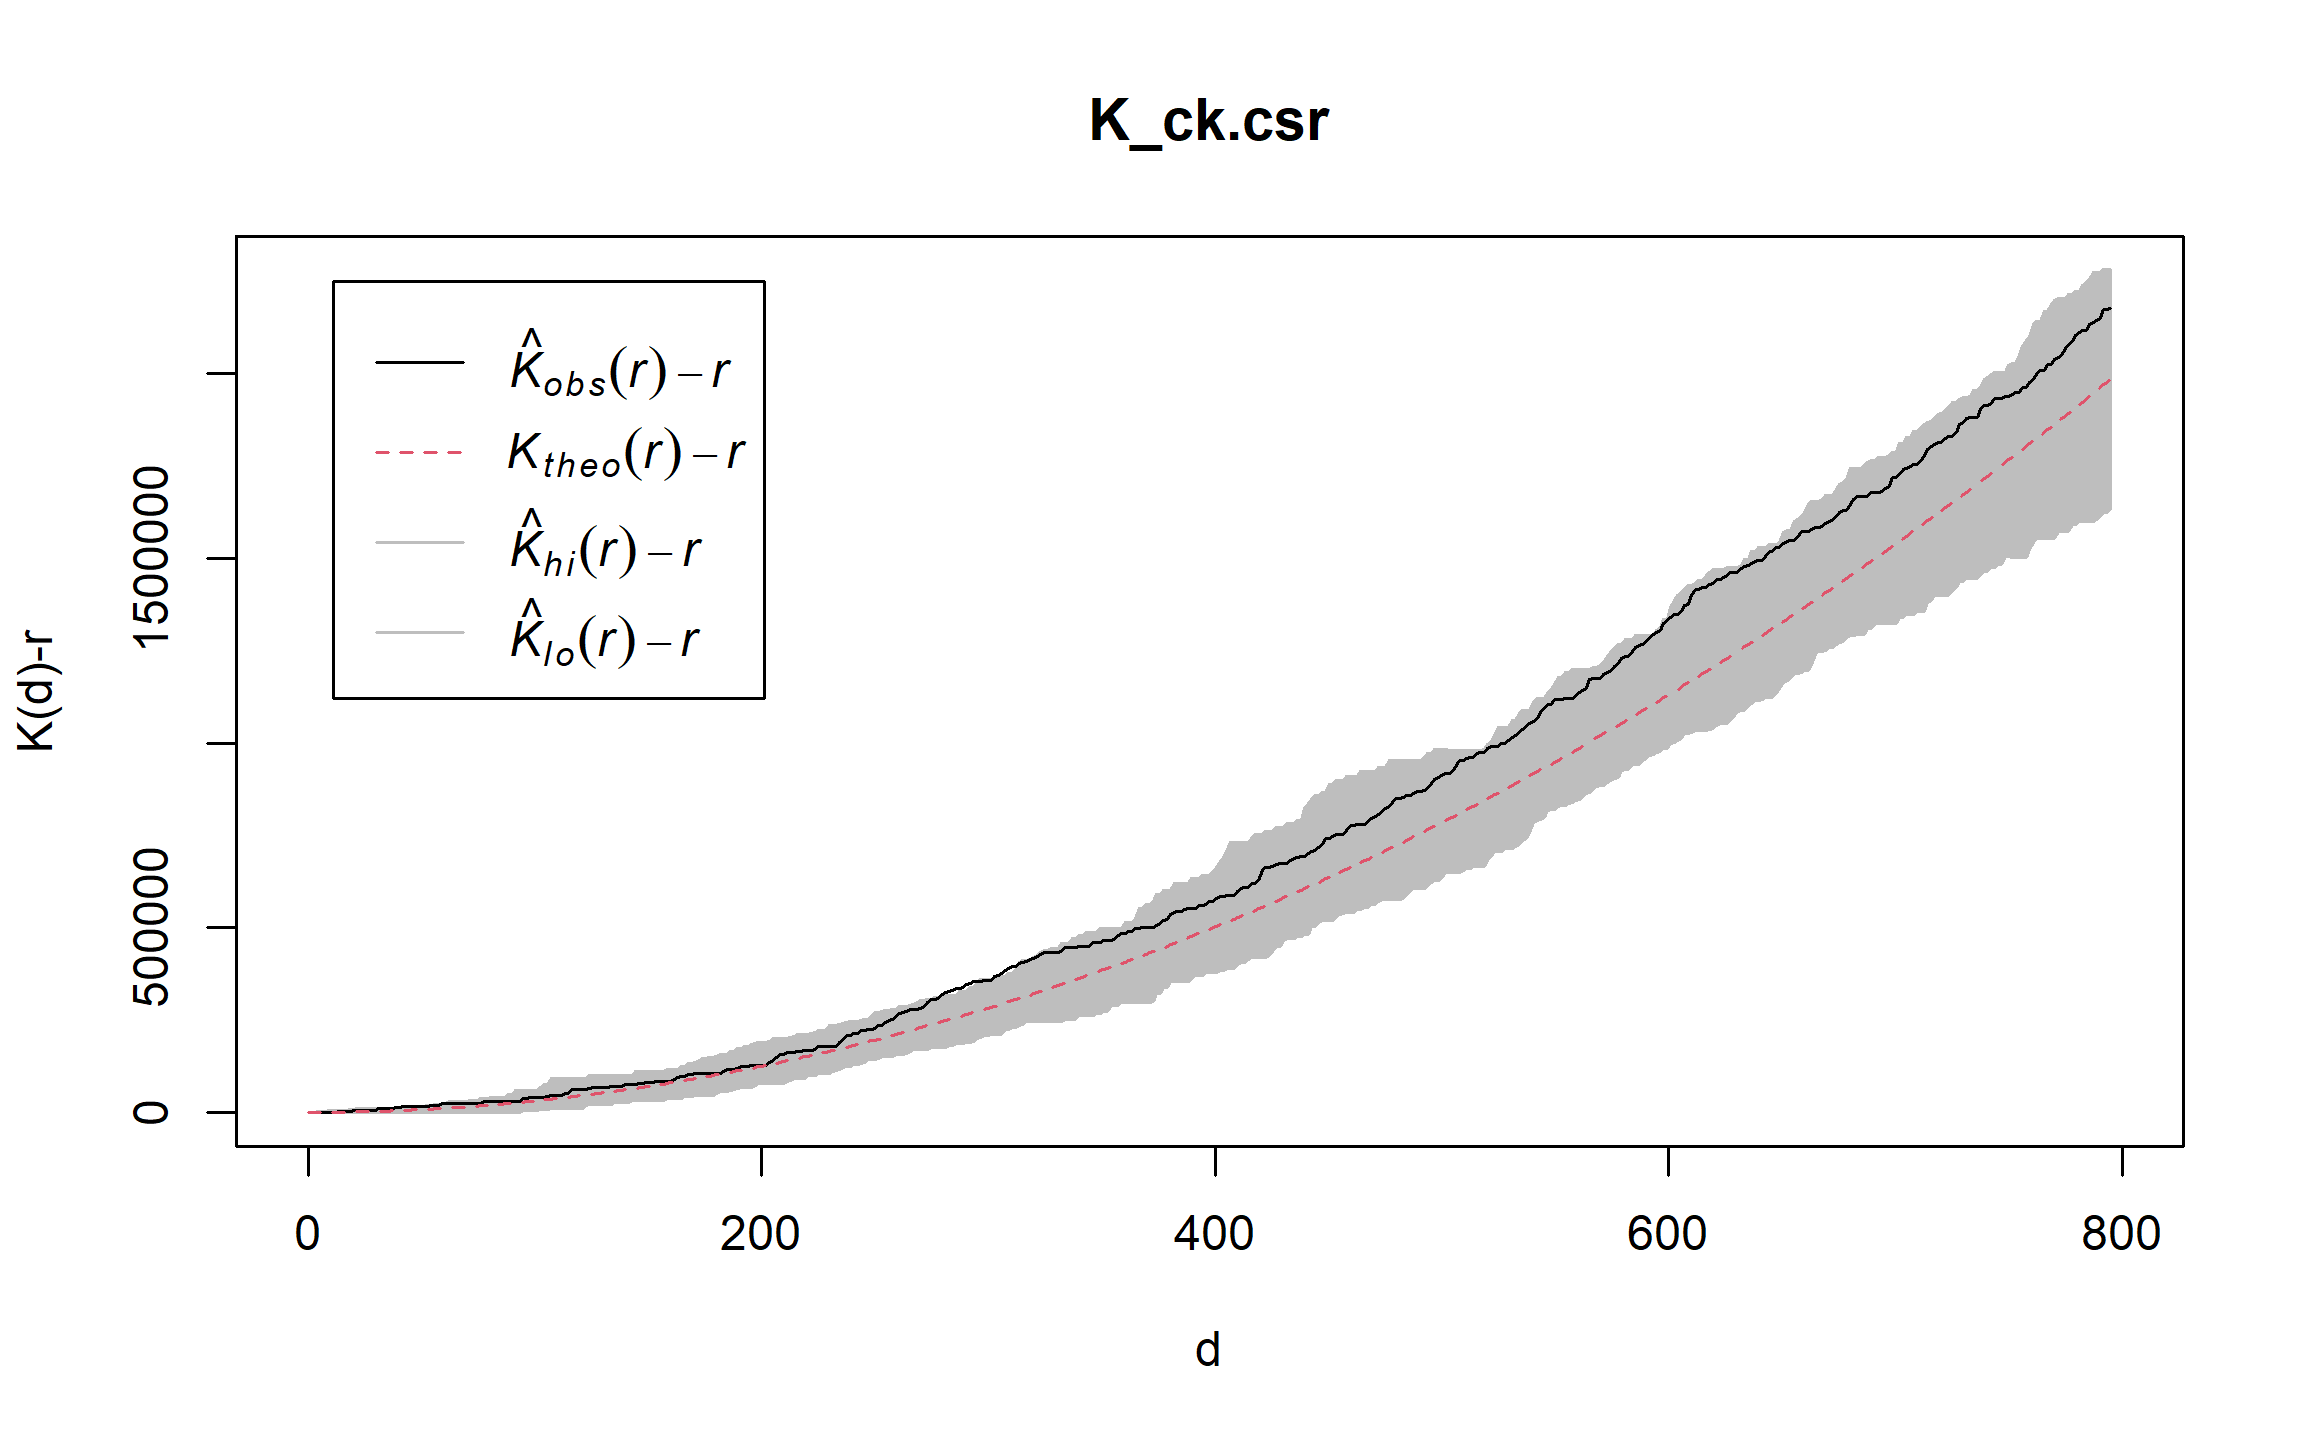 K_ck.csr
K̂obs(r) − r
Ktheo(r) − r
K̂hi(r) − r
K̂lo(r) − r
K(d)-r
1500000
500000
0
0 200 400 600 800
d